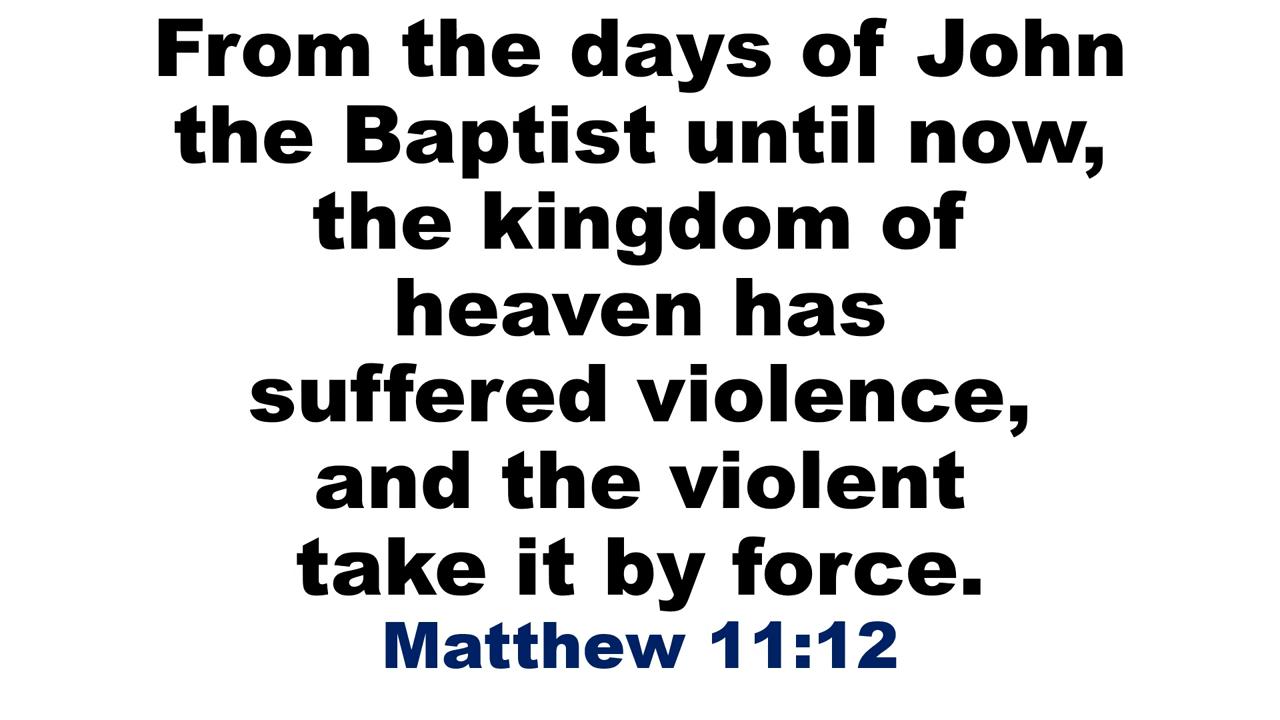 From the days of John
the Baptist until now,
the kingdom of
heaven has
suffered violence,
and the violent
take it by force.
Matthew 11:12